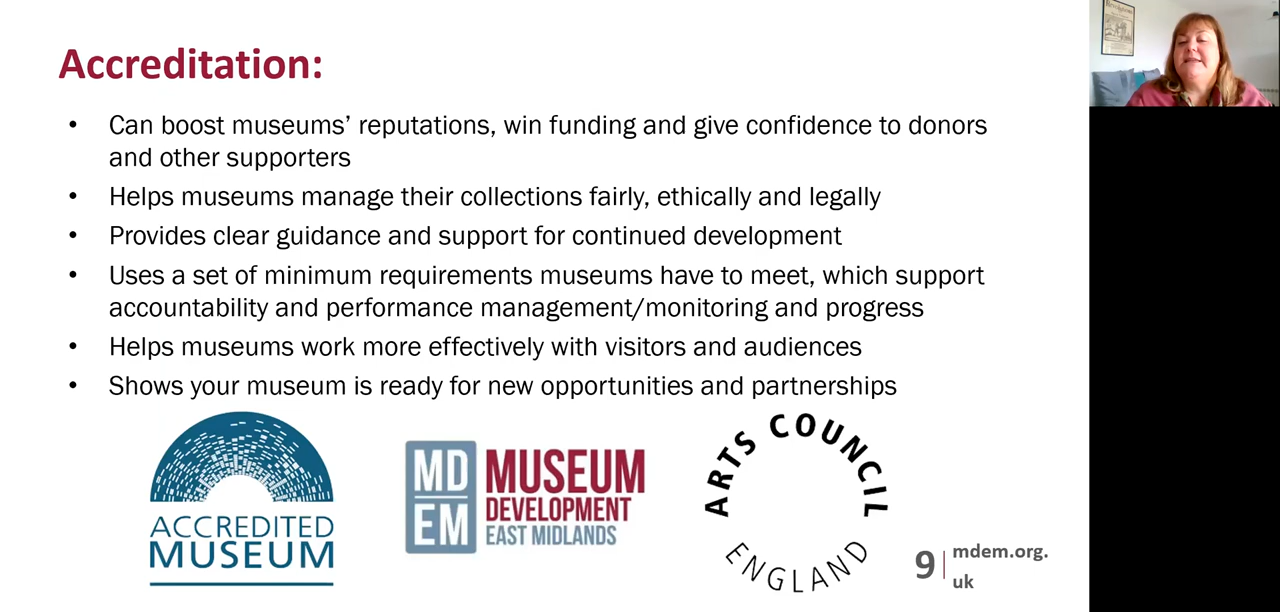 Accreditation:
• Can boost museums’ reputations, win funding and give confidence to donors
and other supporters
• Helps museums manage their collections fairly, ethically and legally
• Provides clear guidance and support for continued development
• Uses a set of minimum requirements museums have to meet, which support
accountability and performance management/monitoring and progress
• Helps museums work more effectively with visitors and audiences
• Shows your museum is ready for new opportunities and partnerships
ACCREDITED
MUSEUM
MD
EM
MUSEUM
DEVELOPMENT
EAST MIDLANDS
ARTS COUNCIL
ENGLAND
9
mdem.org.
uk